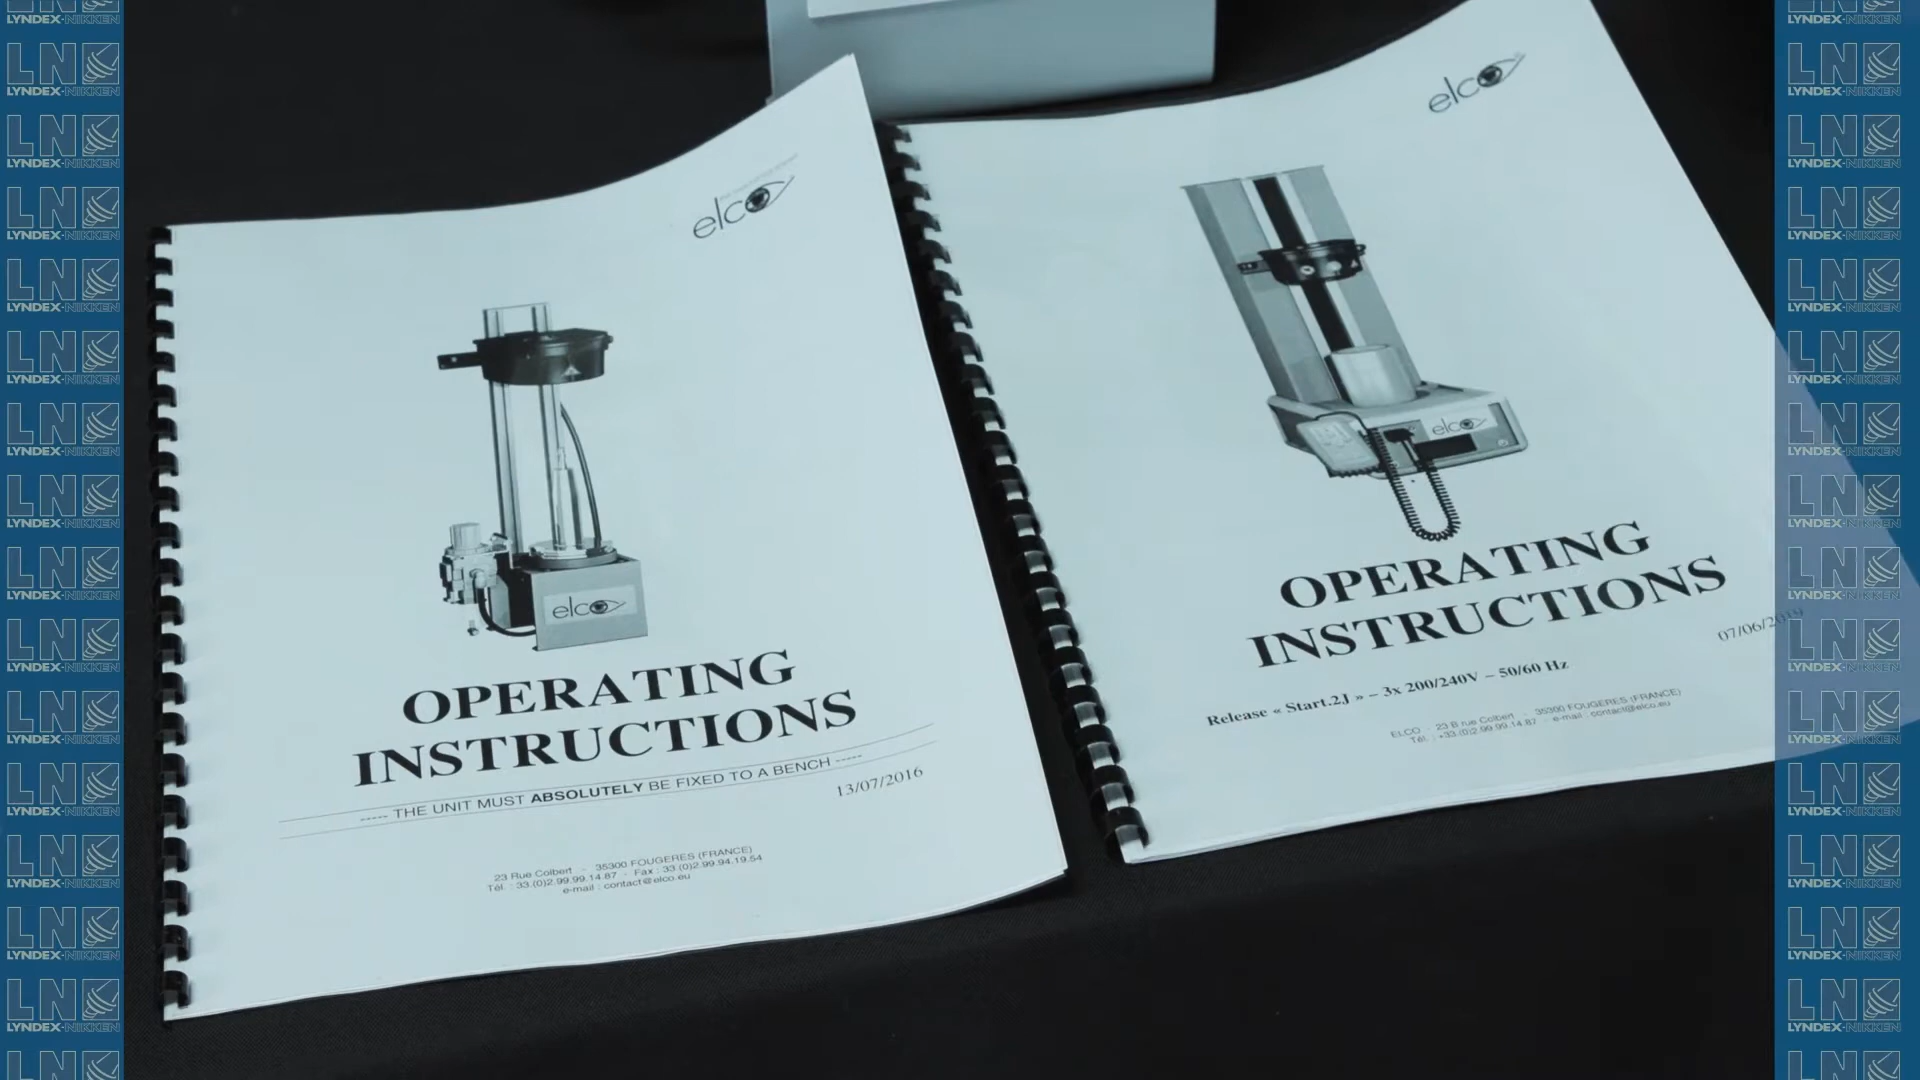 elco
elco
OPERATING
INSTRUCTIONS
----- THE UNIT MUST ABSOLUTELY BE FIXED TO A BENCH -----
13/07/2016
23 Rue Colbert - 35300 FOUGERES (FRANCE)
Tél. : 33.(0)2.99.99.14.87 - Fax : 33 (0)2.99.94.19.54
e-mail : contact@elco.eu
elco
elco
OPERATING
INSTRUCTIONS
07/06/2019
Release « Start.2J » – 3x 200/240V – 50/60 Hz
ELCO - 23 B rue Colbert - 35300 FOUGERES (FRANCE)
Tél. : +33.(0)2.99.99.14.87 - e-mail : contact@elco.eu
LN
LYNDEX-NIKKEN